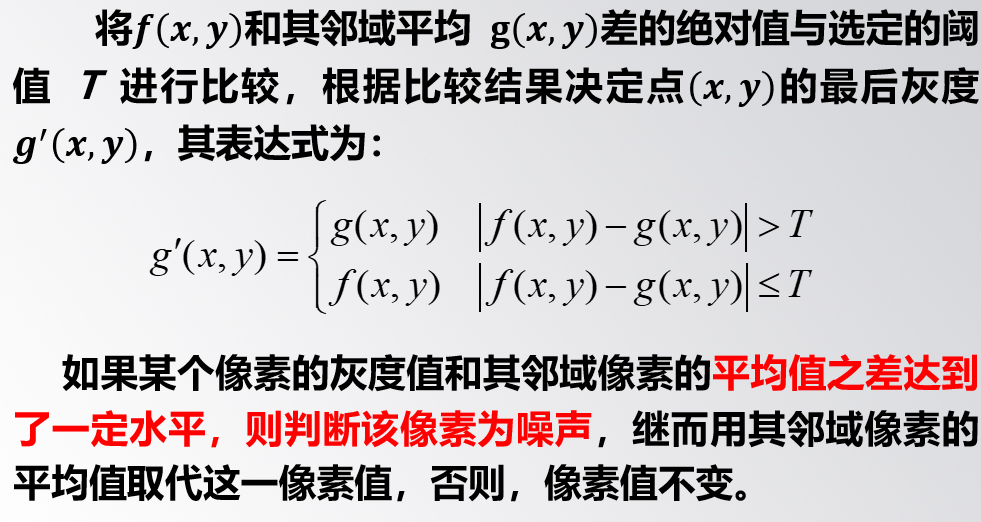 将f(x,y)和其邻域平均 g(x,y)差的绝对值与选定的阈
值 T 进行比较，根据比较结果决定点(x,y)的最后灰度
g′(x,y)，其表达式为：
g′(x,y) = { g(x,y) |f(x,y) − g(x,y)| > T
f(x,y) |f(x,y) − g(x,y)| ≤ T
如果某个像素的灰度值和其邻域像素的平均值之差达到
了一定水平，则判断该像素为噪声，继而用其邻域像素的
平均值取代这一像素值，否则，像素值不变。